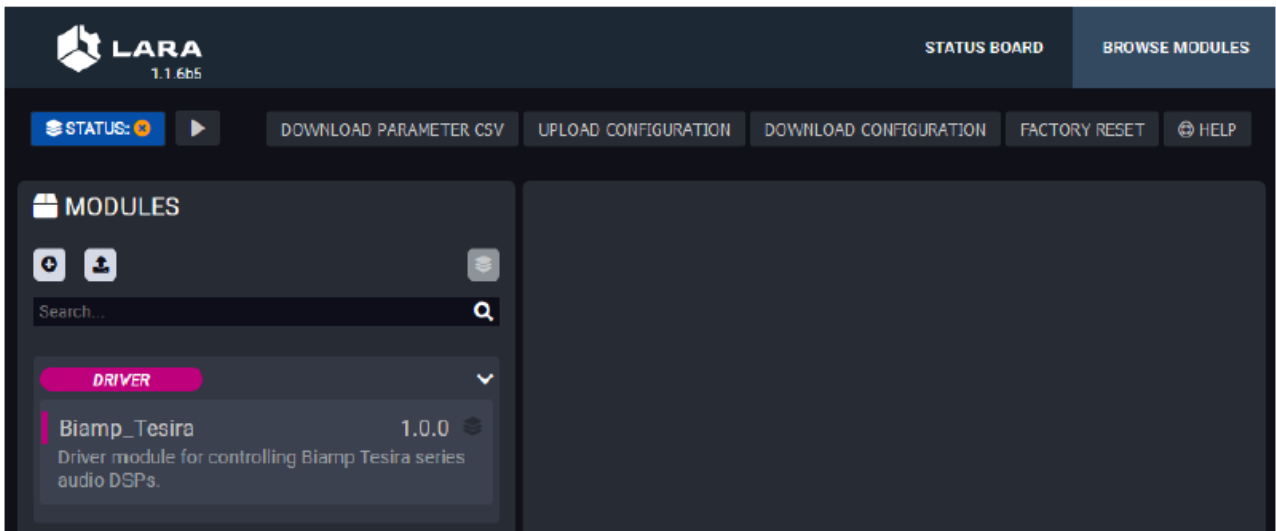 LARA
1.1.6b5
STATUS BOARD
BROWSE MODULES
STATUS:
DOWNLOAD PARAMETER CSV
UPLOAD CONFIGURATION
DOWNLOAD CONFIGURATION
FACTORY RESET
HELP
MODULES
Search...
DRIVER
Biamp_Tesira 1.0.0
Driver module for controlling Biamp Tesira series
audio DSPs.